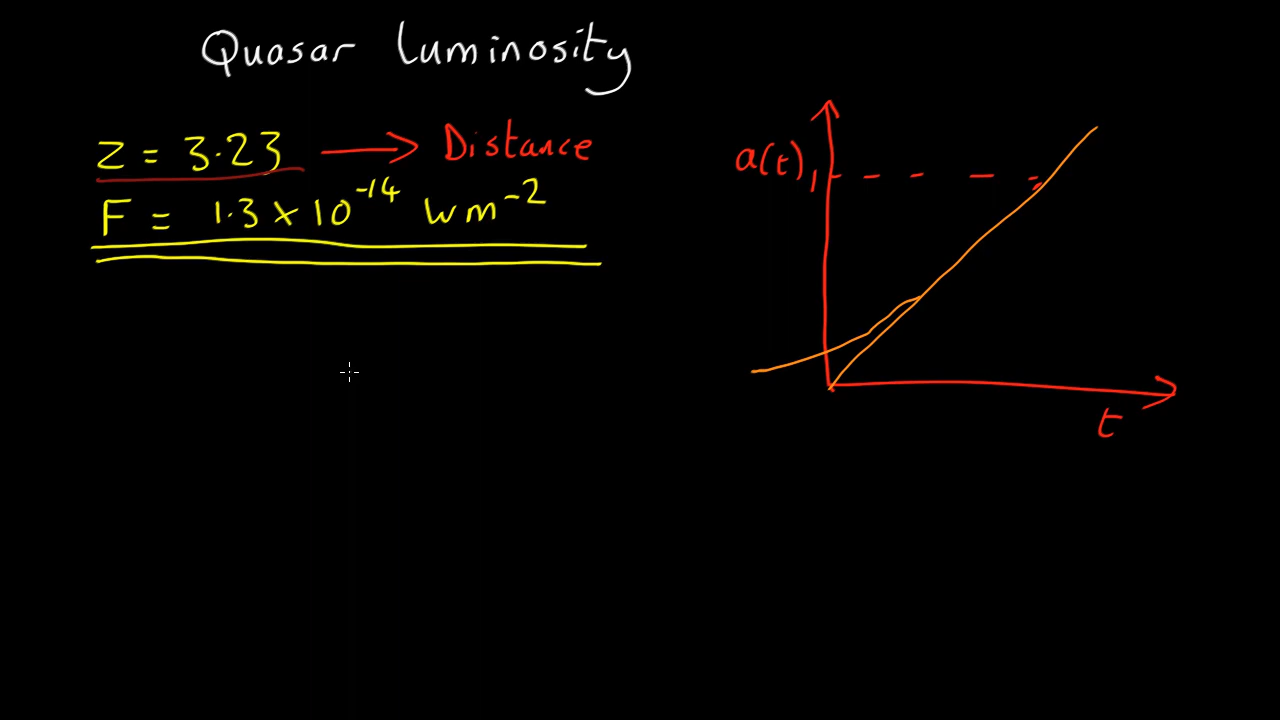 Quasar Luminosity
z = 3.23 → Distance
F = 1.3 × 10⁻¹⁴ Wm⁻²
a(t)
1
t